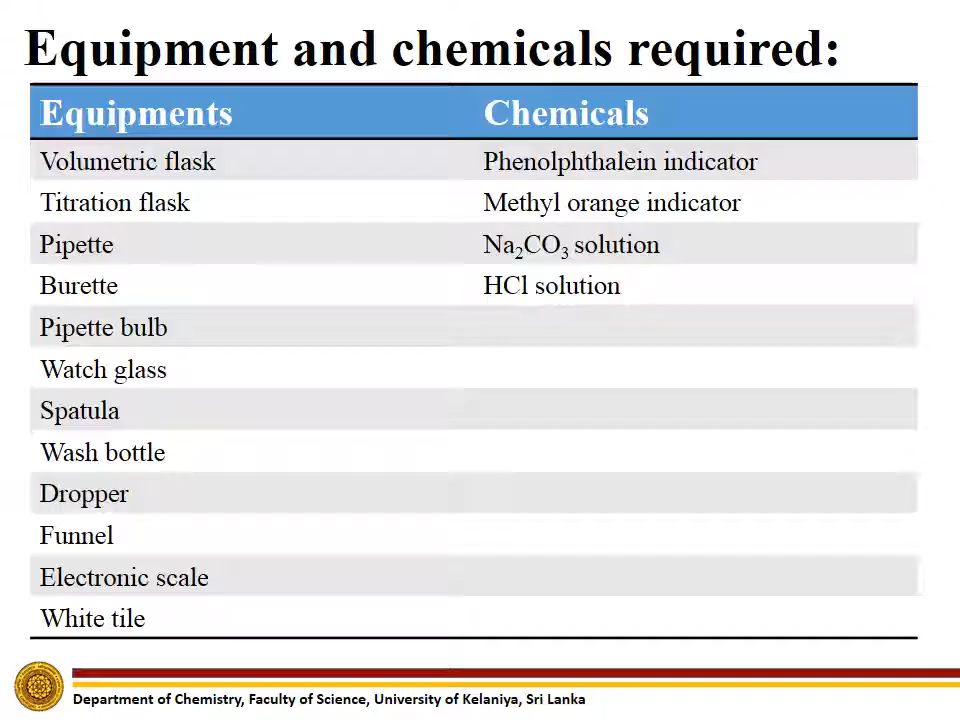 Equipment and chemicals required:
Equipments Chemicals
Volumetric flask Phenolphthalein indicator
Titration flask Methyl orange indicator
Pipette Na₂CO₃ solution
Burette HCl solution
Pipette bulb
Watch glass
Spatula
Wash bottle
Dropper
Funnel
Electronic scale
White tile
Department of Chemistry, Faculty of Science, University of Kelaniya, Sri Lanka